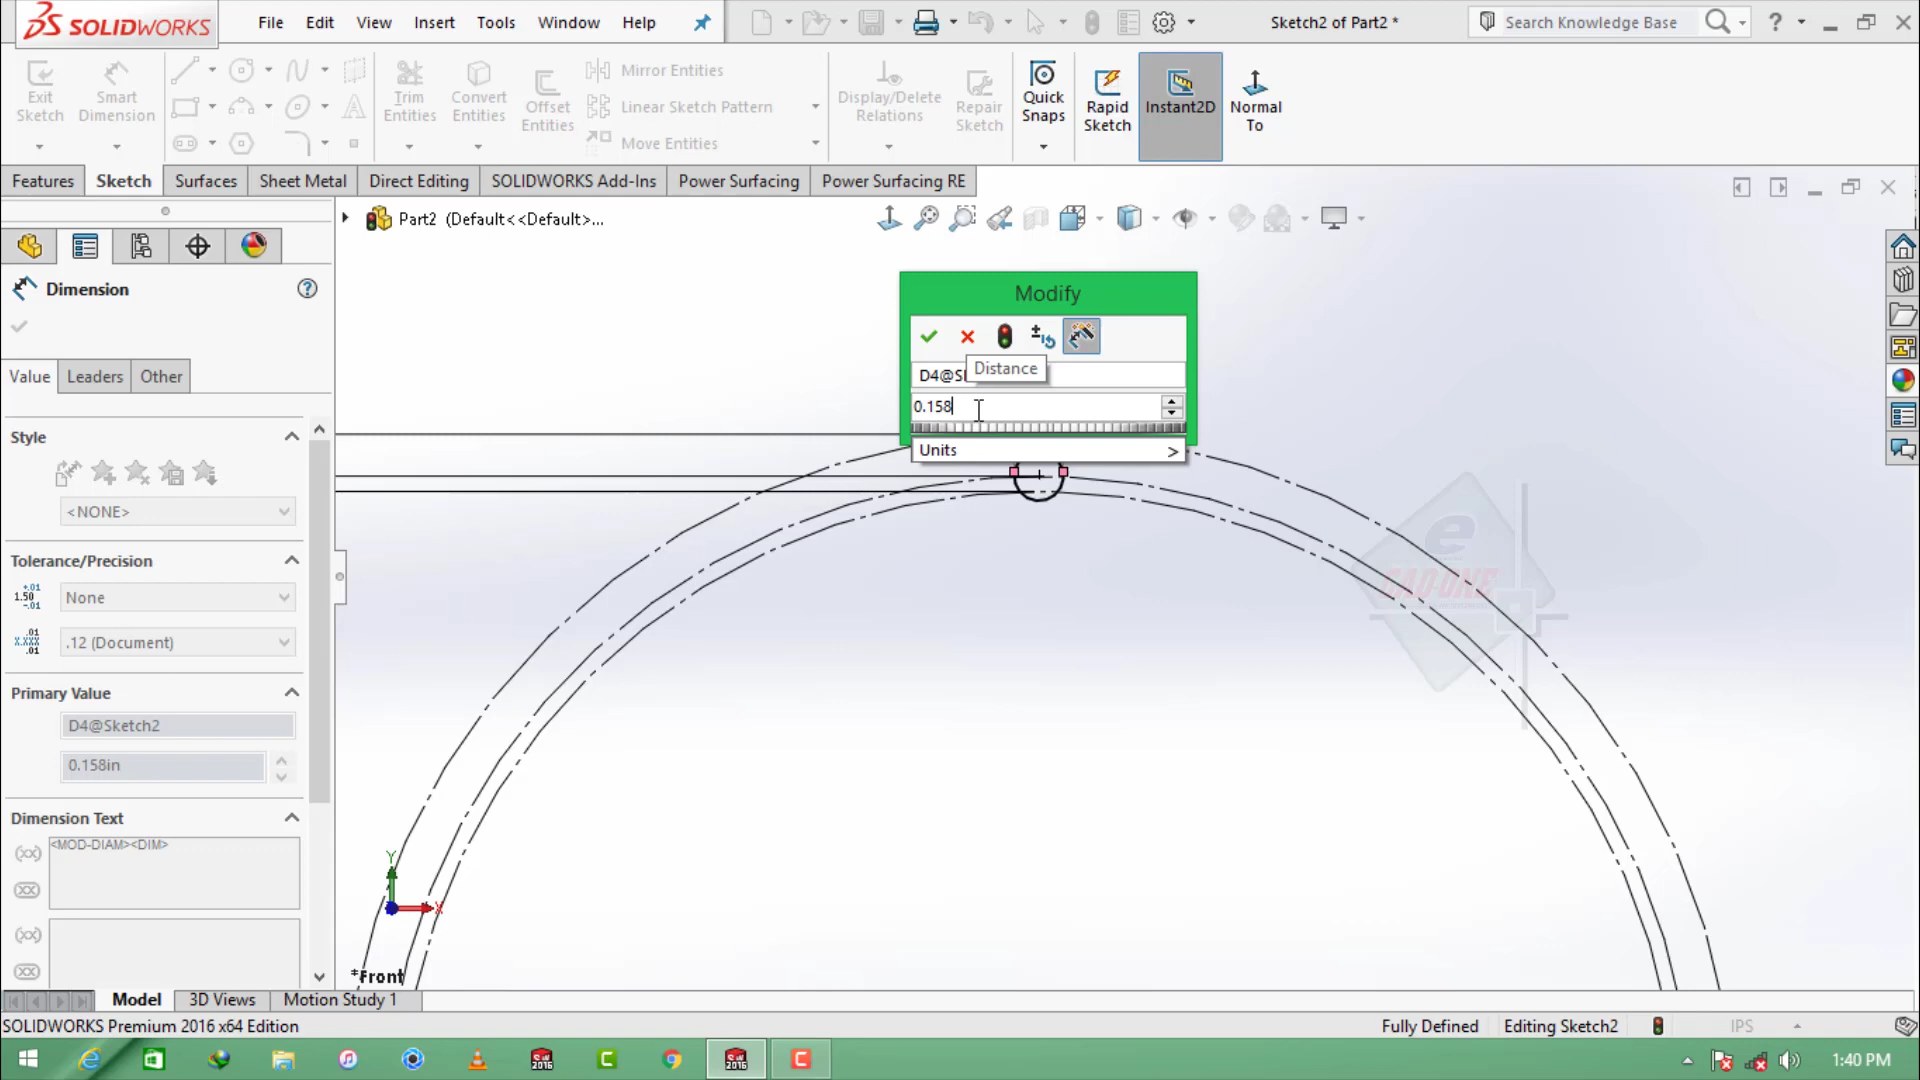 SOLIDWORKS
File Edit View Insert Tools Window Help
Sketch2 of Part2 *
Search Knowledge Base
Exit Sketch
Smart Dimension
Trim Entities
Convert Entities
Offset Entities
Mirror Entities
Linear Sketch Pattern
Move Entities
Display/Delete Relations
Repair Sketch
Quick Snaps
Rapid Sketch
Instant2D
Normal To
Features Sketch Surfaces Sheet Metal Direct Editing SOLIDWORKS Add-Ins Power Surfacing Power Surfacing RE
Part2 (Default<<Default>...
Dimension
Value Leaders Other
Style
<NONE>
Tolerance/Precision
None
.12 (Document)
Primary Value
D4@Sketch2
0.158in
Dimension Text
<MOD-DIAM><DIM>
Modify
Distance
D4@S
0.158
Units >
e
CAD-ONE
Y
X
*Front
Model 3D Views Motion Study 1
SOLIDWORKS Premium 2016 x64 Edition
Fully Defined Editing Sketch2 IPS
1:40 PM